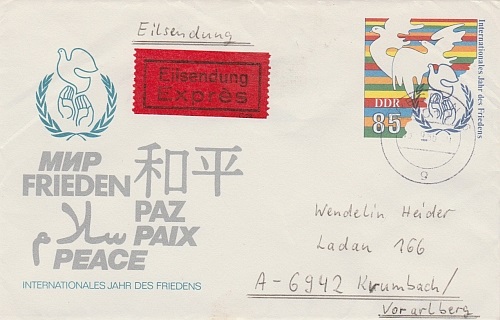 Eilsendung
Eilsendung
Exprès
Internationales Jahr des Friedens
DDR
85
МИР
和平
FRIEDEN
PAZ
سلام
PAIX
PEACE
INTERNATIONALES JAHR DES FRIEDENS
Wendelin Heider
Ladan 166
A-6942 Krumbach/
Vorarlberg